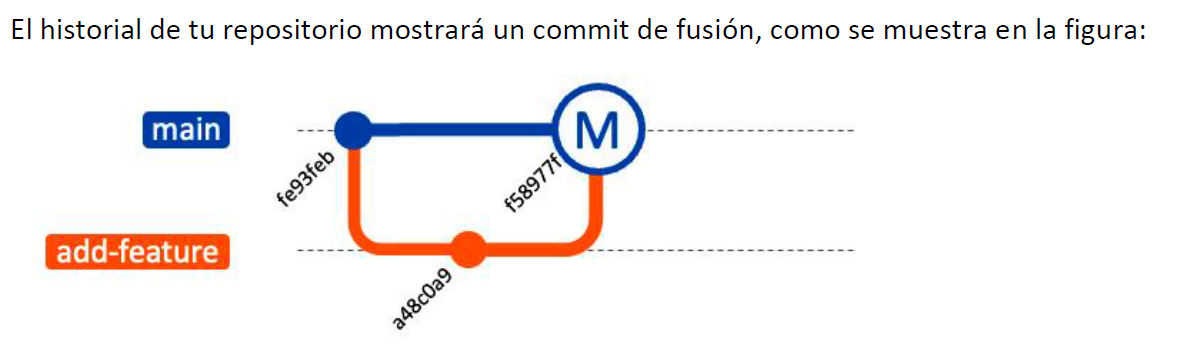 El historial de tu repositorio mostrará un commit de fusión, como se muestra en la figura:
main
M
fe93feb
f58977f
add-feature
a48c0a9